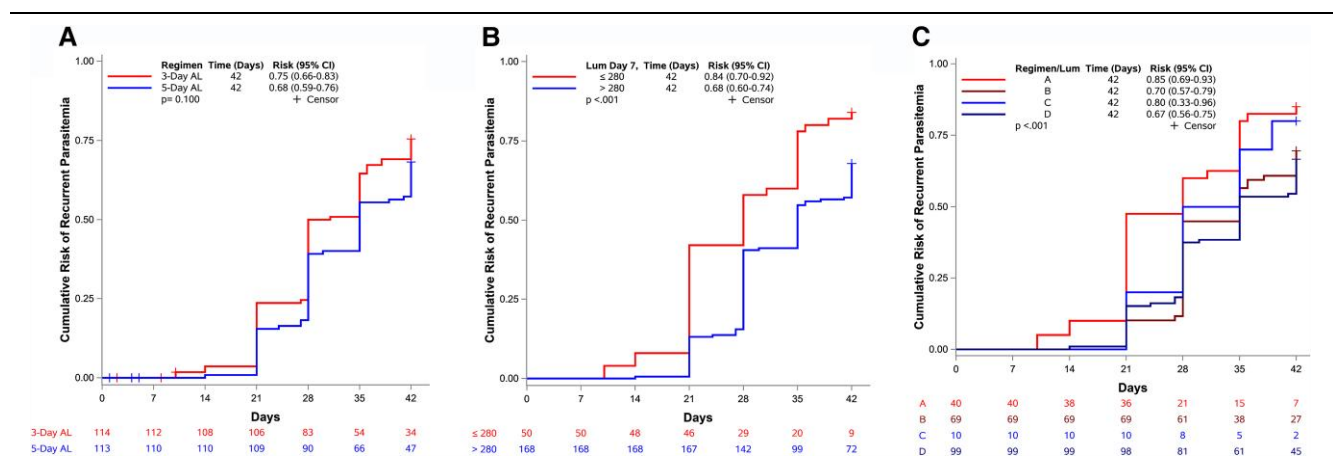 A
Regimen Time (Days) Risk (95% CI)
3-Day AL 42 0.75 (0.66-0.83)
5-Day AL 42 0.68 (0.59-0.76)
p= 0.100 + Censor
Cumulative Risk of Recurrent Parasitemia
1.00
0.75
0.50
0.25
0.00
0 7 14 21 28 35 42
Days
3-Day AL 114 112 108 106 83 54 34
5-Day AL 113 110 110 109 90 66 47
B
Lum Day 7, Time (Days) Risk (95% CI)
≤ 280 42 0.84 (0.70-0.92)
> 280 42 0.68 (0.60-0.74)
p <.001 + Censor
Cumulative Risk of Recurrent Parasitemia
1.00
0.75
0.50
0.25
0.00
0 7 14 21 28 35 42
Days
≤ 280 50 50 48 46 29 20 9
> 280 168 168 168 167 142 99 72
C
Regimen/Lum Time (Days) Risk (95% CI)
A 42 0.85 (0.69-0.93)
B 42 0.70 (0.57-0.79)
C 42 0.80 (0.33-0.96)
D 42 0.67 (0.56-0.75)
p <.001 + Censor
Cumulative Risk of Recurrent Parasitemia
1.00
0.75
0.50
0.25
0.00
0 7 14 21 28 35 42
Days
A 40 40 38 36 21 15 7
B 69 69 69 69 61 38 27
C 10 10 10 10 8 5 2
D 99 99 99 98 81 61 45